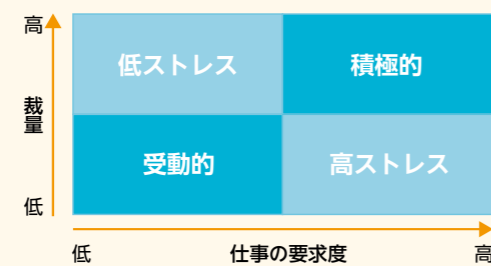 高
低ストレス
積極的
裁量
受動的
高ストレス
低
低
仕事の要求度
高